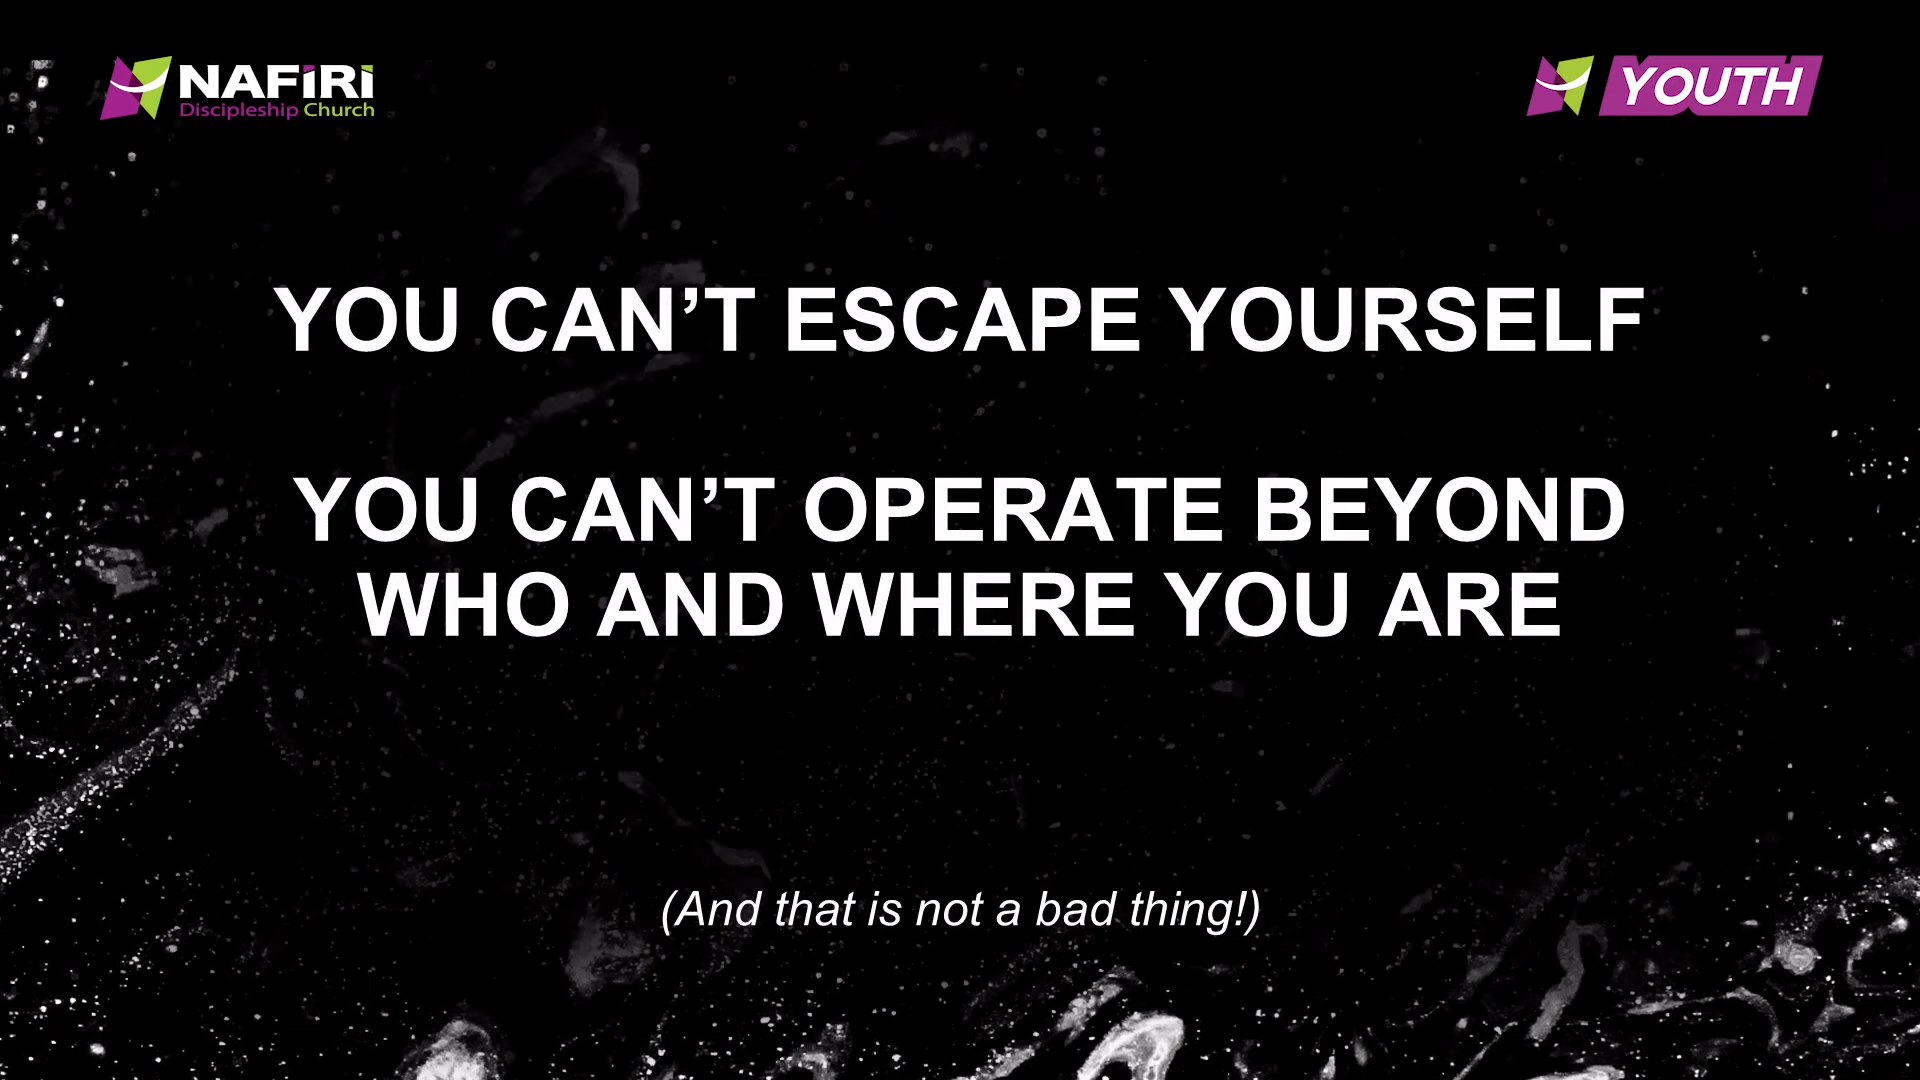 NAFIRI
Discipleship Church
YOUTH
YOU CAN’T ESCAPE YOURSELF
YOU CAN’T OPERATE BEYOND
WHO AND WHERE YOU ARE
(And that is not a bad thing!)